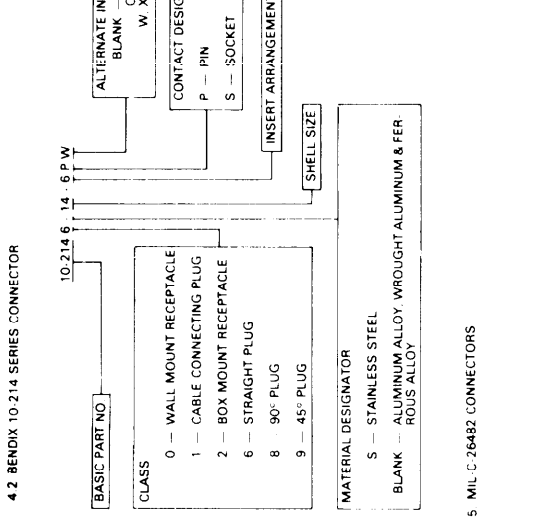 4.2 BENDIX 10-214 SERIES CONNECTOR
10-214 6 - 14 - 6 P W
BASIC PART NO
CLASS
0 — WALL MOUNT RECEPTACLE
1 — CABLE CONNECTING PLUG
2 — BOX MOUNT RECEPTACLE
6 — STRAIGHT PLUG
8 - 90° PLUG
9 — 45° PLUG
ALTERNATE
BLANK —
W, X
CONTACT
P — PIN
S — SOCKET
INSERT
SHELL SIZE
MATERIAL DESIGNATOR
S — STAINLESS STEEL
BLANK — ALUMINUM ALLOY, WROUGHT ALUMINUM & FER-
ROUS ALLOY
5 MIL-C-26482 CONNECTORS